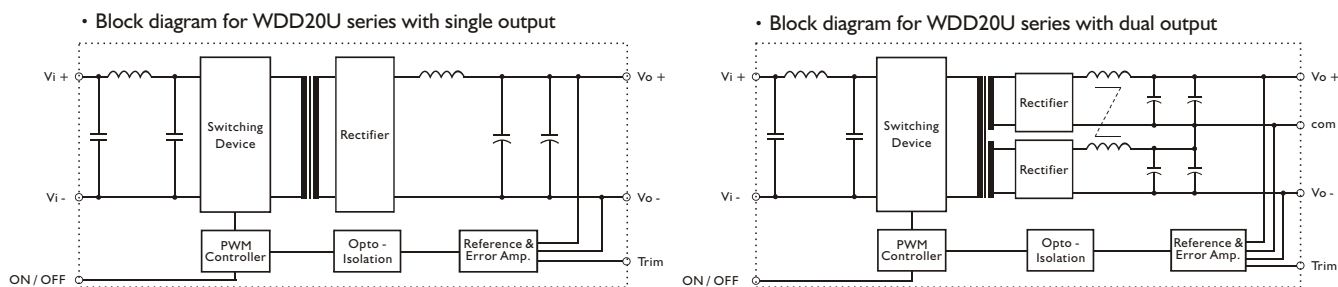 • Block diagram for WDD20U series with single output
Vi +
Switching
Device
Rectifier
Vo +
Vi -
Vo -
PWM
Controller
Opto -
Isolation
Reference &
Error Amp.
Trim
ON / OFF
• Block diagram for WDD20U series with dual output
Vi +
Switching
Device
Rectifier
Rectifier
Vo +
com
Vi -
Vo -
PWM
Controller
Opto -
Isolation
Reference &
Error Amp.
Trim
ON / OFF